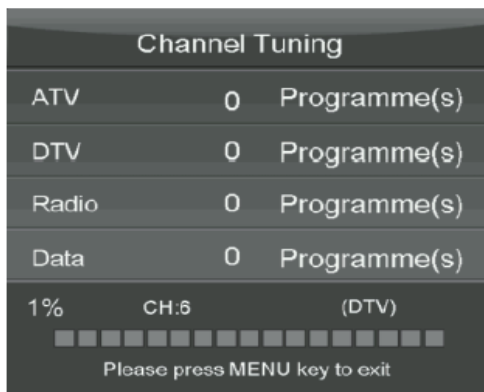 Channel Tuning
ATV 0 Programme(s)
DTV 0 Programme(s)
Radio 0 Programme(s)
Data 0 Programme(s)
1% CH:6 (DTV)
Please press MENU key to exit